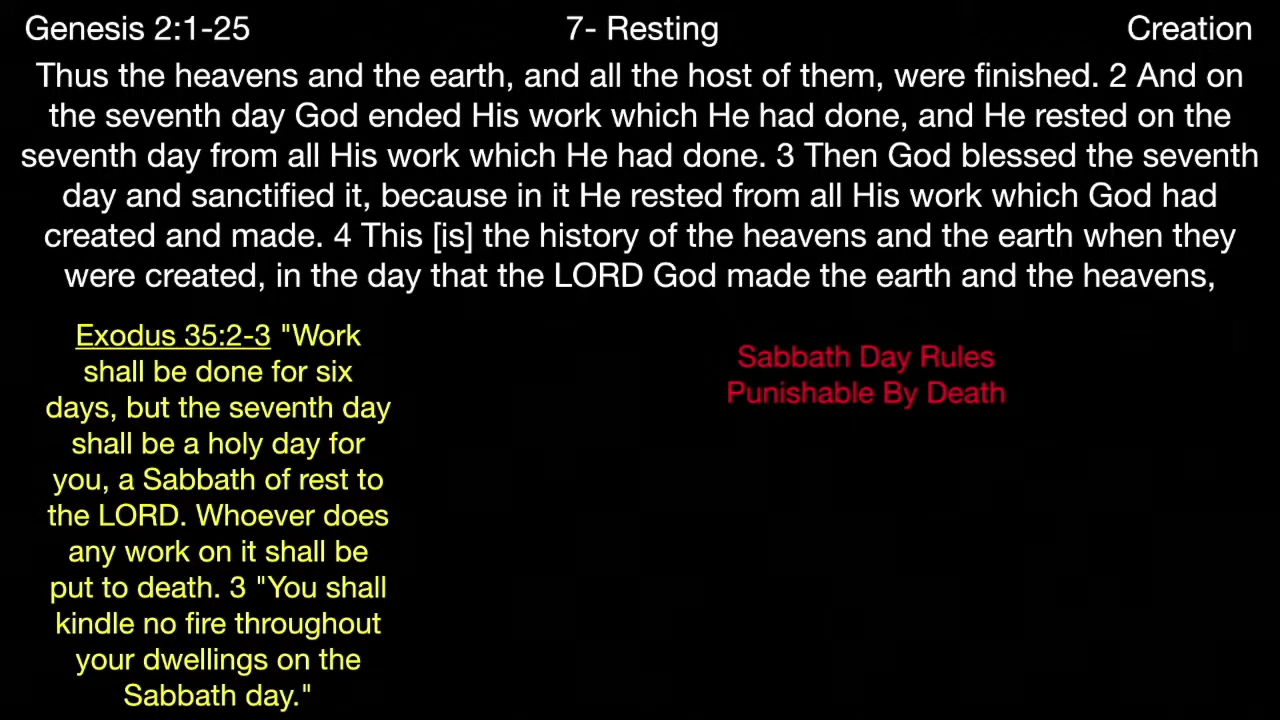 Genesis 2:1-25
7- Resting
Creation
Thus the heavens and the earth, and all the host of them, were finished. 2 And on
the seventh day God ended His work which He had done, and He rested on the
seventh day from all His work which He had done. 3 Then God blessed the seventh
day and sanctified it, because in it He rested from all His work which God had
created and made. 4 This [is] the history of the heavens and the earth when they
were created, in the day that the LORD God made the earth and the heavens,
Exodus 35:2-3 "Work
shall be done for six
days, but the seventh day
shall be a holy day for
you, a Sabbath of rest to
the LORD. Whoever does
any work on it shall be
put to death. 3 "You shall
kindle no fire throughout
your dwellings on the
Sabbath day."
Sabbath Day Rules
Punishable By Death